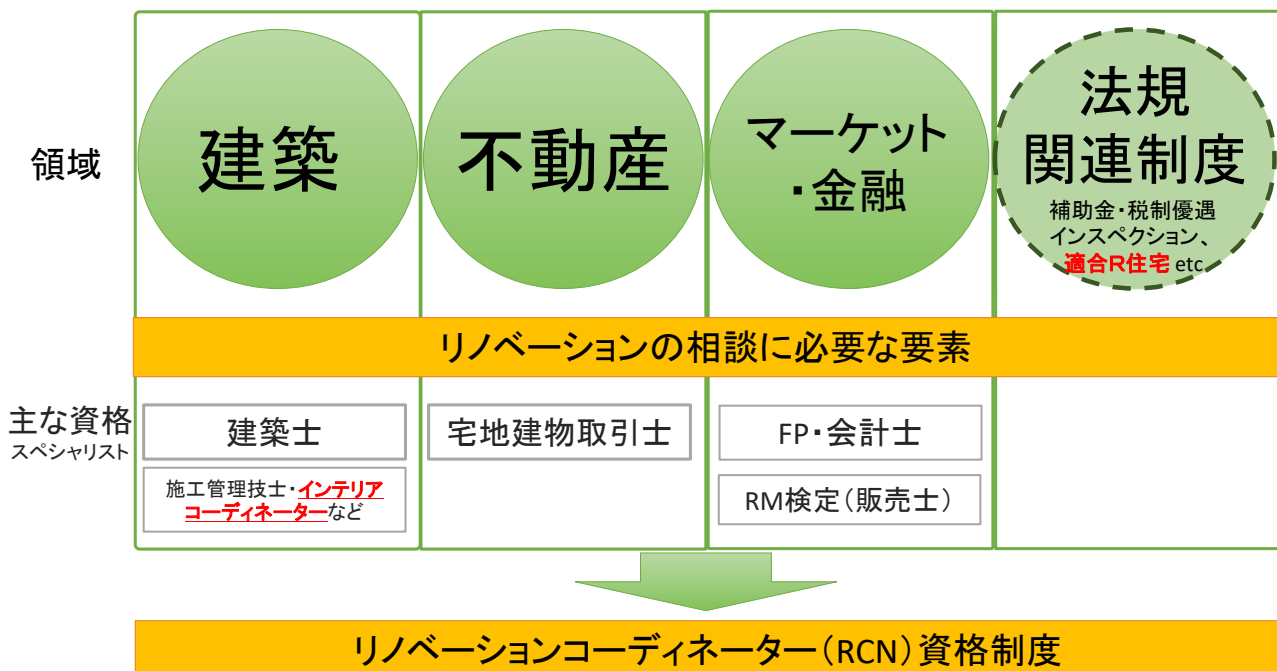 領域
建築
不動産
マーケット
・金融
法規
関連制度
補助金・税制優遇
インスペクション、
適合R住宅 etc
リノベーションの相談に必要な要素
主な資格
スペシャリスト
建築士
施工管理技士・インテリア
コーディネーターなど
宅地建物取引士
FP・会計士
RM検定（販売士）
リノベーションコーディネーター（RCN）資格制度